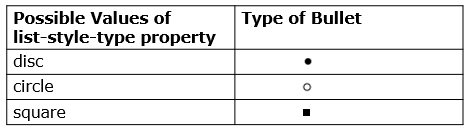 Possible Values of Type of Bullet
list-style-type property
disc ●
circle ○
square ■